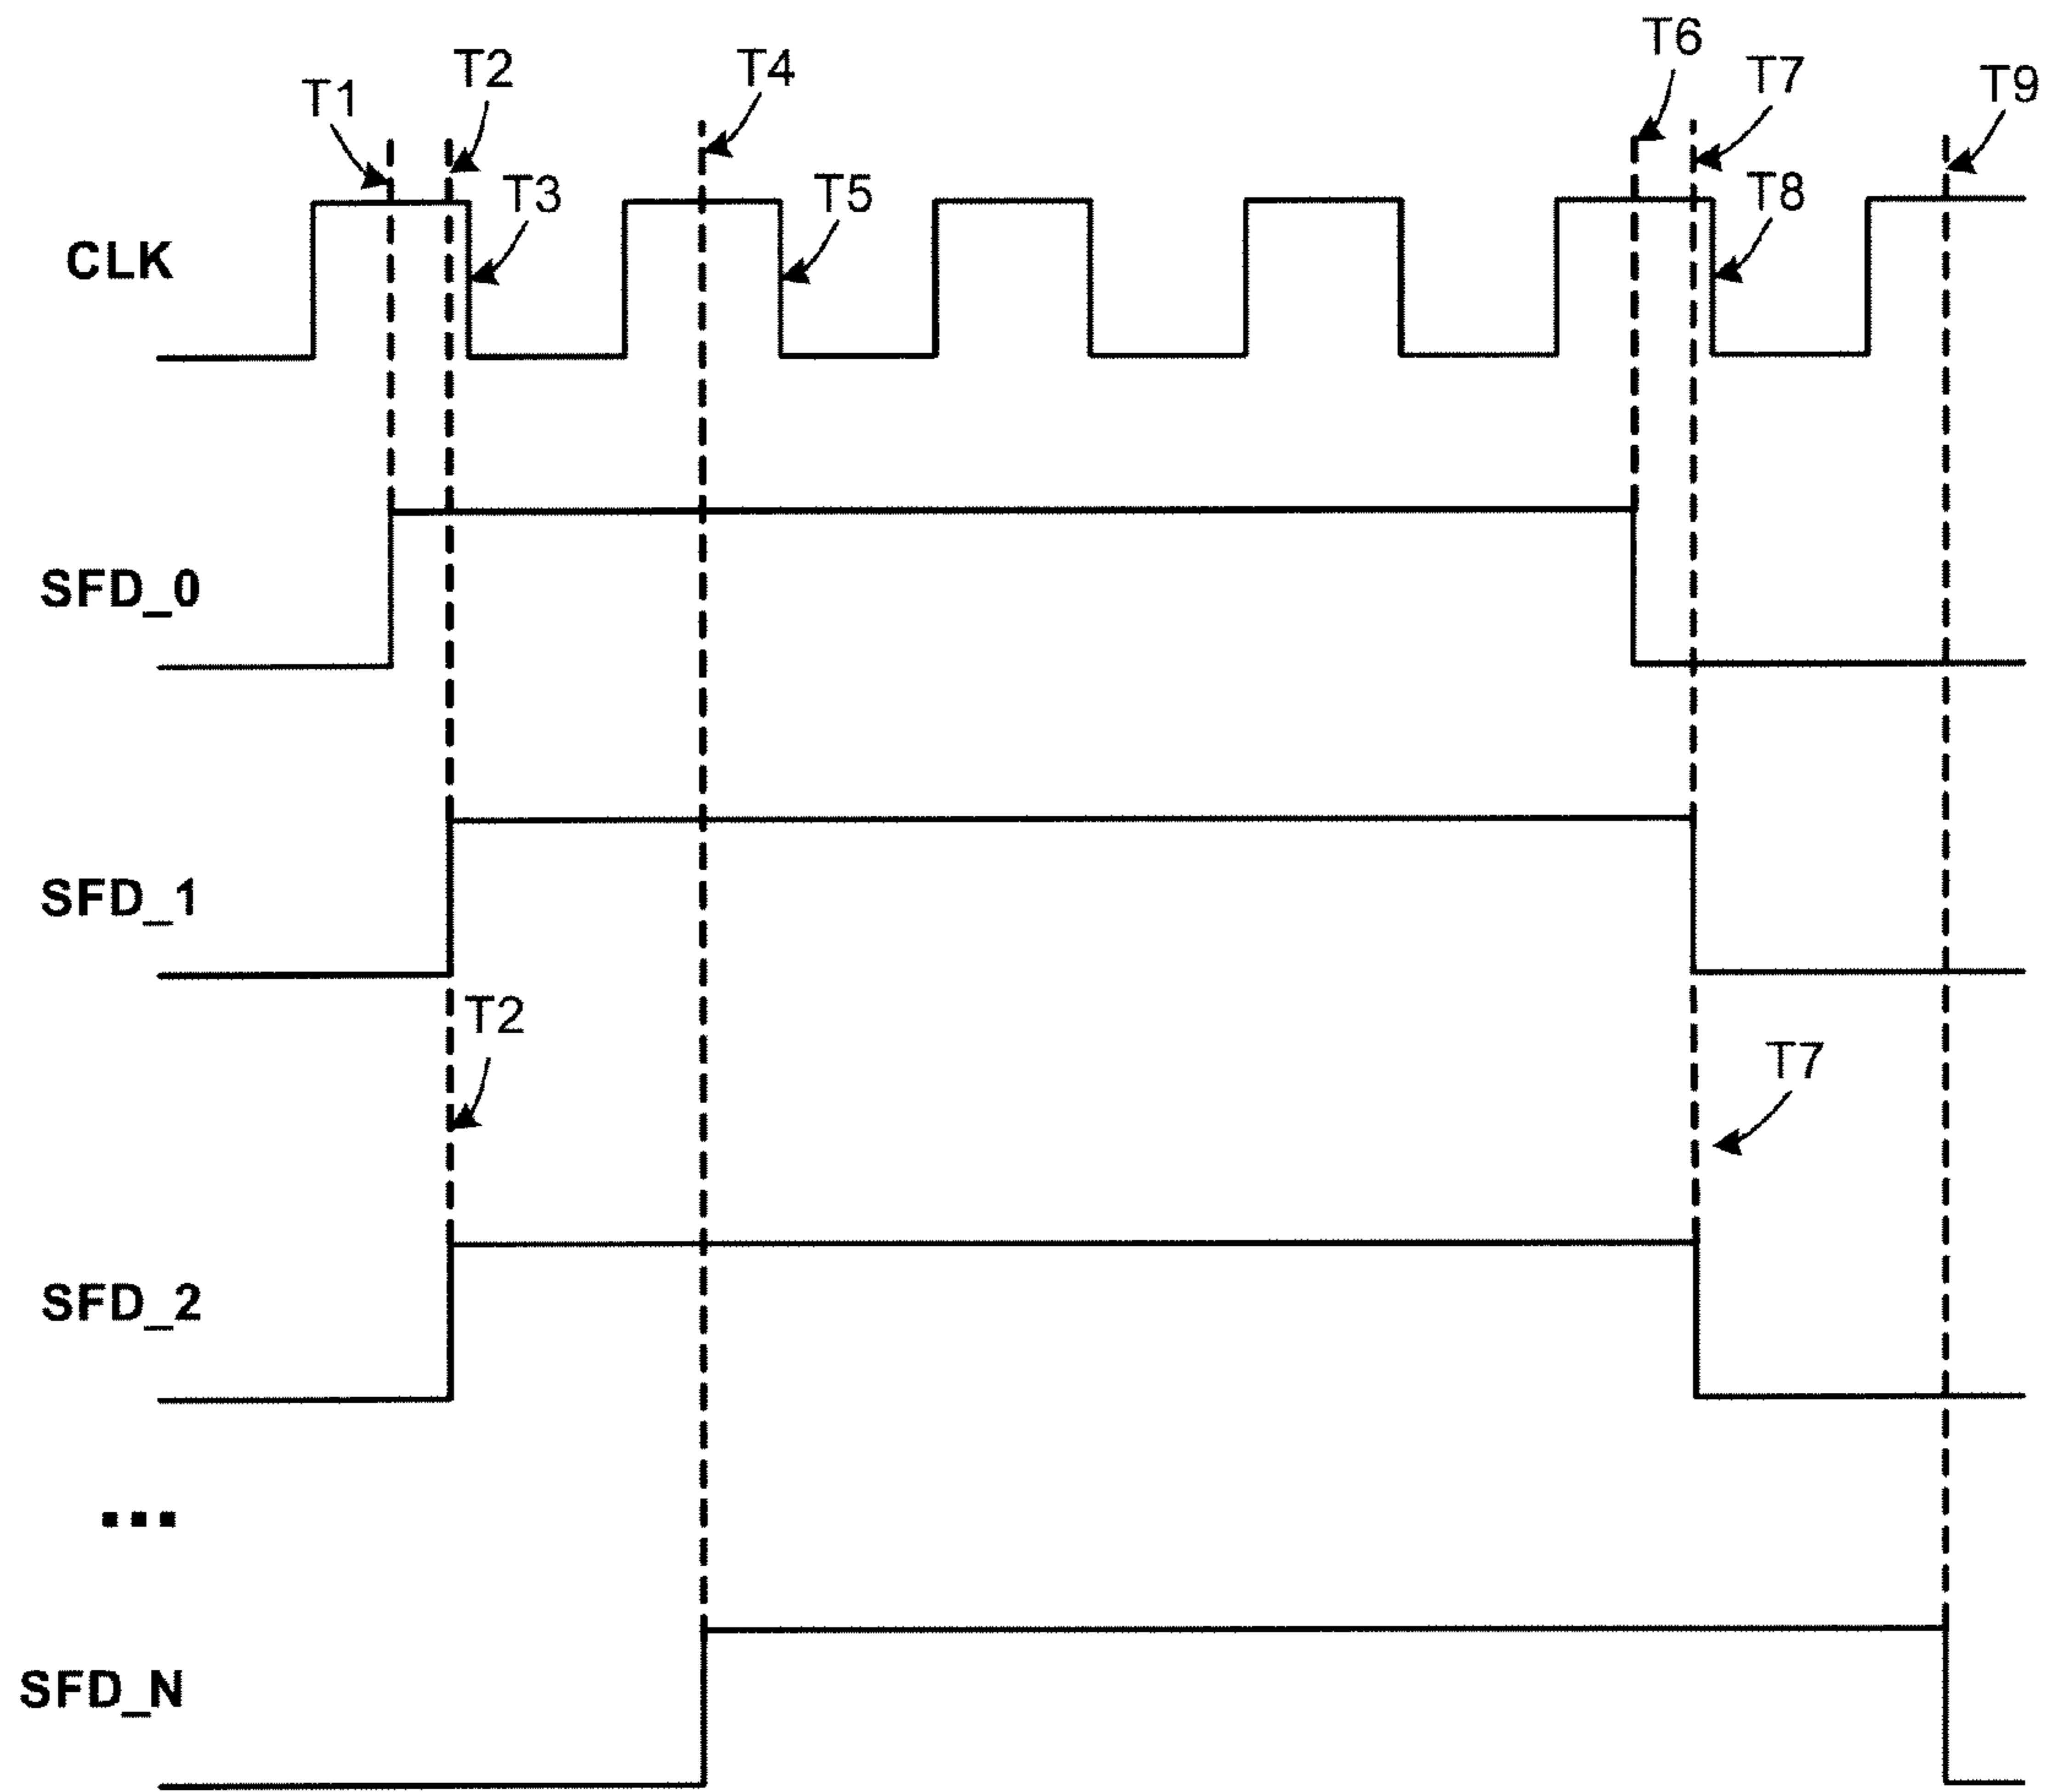 T6
T2
T4
T7
T9
T1
T3
T5
T8
CLK
SFD_0
SFD_1
T2
T7
SFD_2
...
SFD_N